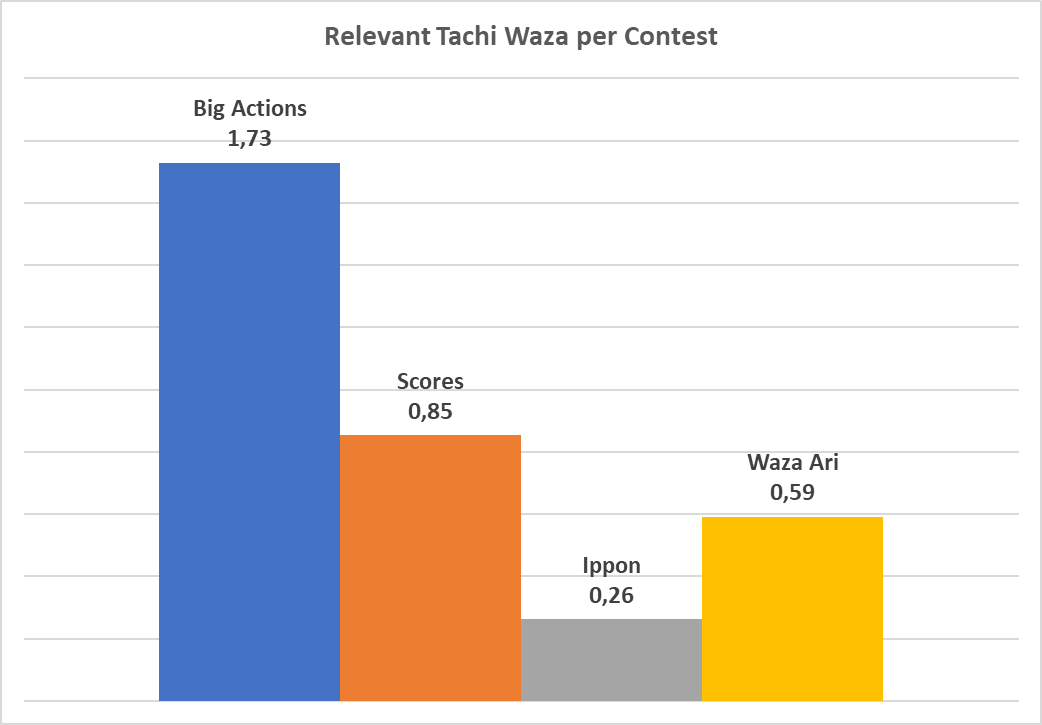 Relevant Tachi Waza per Contest
Big Actions
1,73
Scores
0,85
Ippon
0,26
Waza Ari
0,59